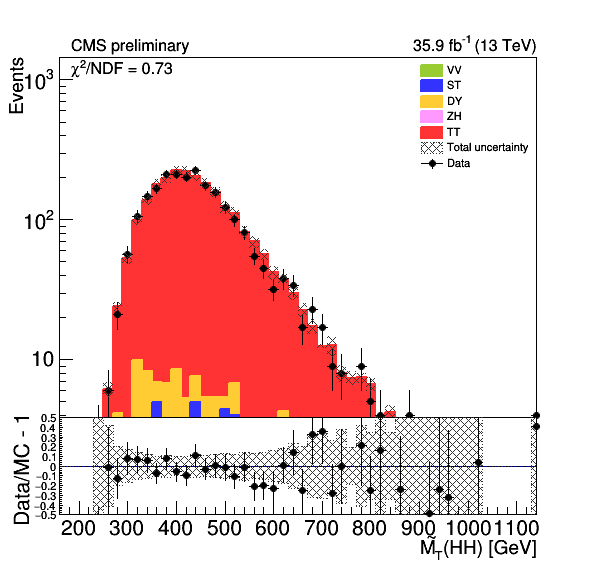 CMS preliminary
35.9 fb⁻¹ (13 TeV)
χ²/NDF = 0.73
Events
10³
10²
10
VV
ST
DY
ZH
TT
Total uncertainty
Data
Data/MC - 1
0.5
0.4
0.3
0.2
0.1
0
−0.1
−0.2
−0.3
−0.4
−0.5
200 300 400 500 600 700 800 900 1000 1100
M̃_T(HH) [GeV]